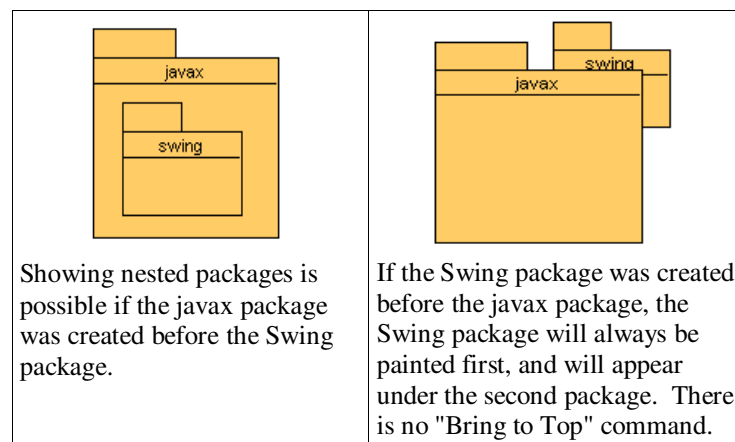 javax
swing
Showing nested packages is
possible if the javax package
was created before the Swing
package.
swing
javax
If the Swing package was created
before the javax package, the
Swing package will always be
painted first, and will appear
under the second package.  There
is no "Bring to Top" command.